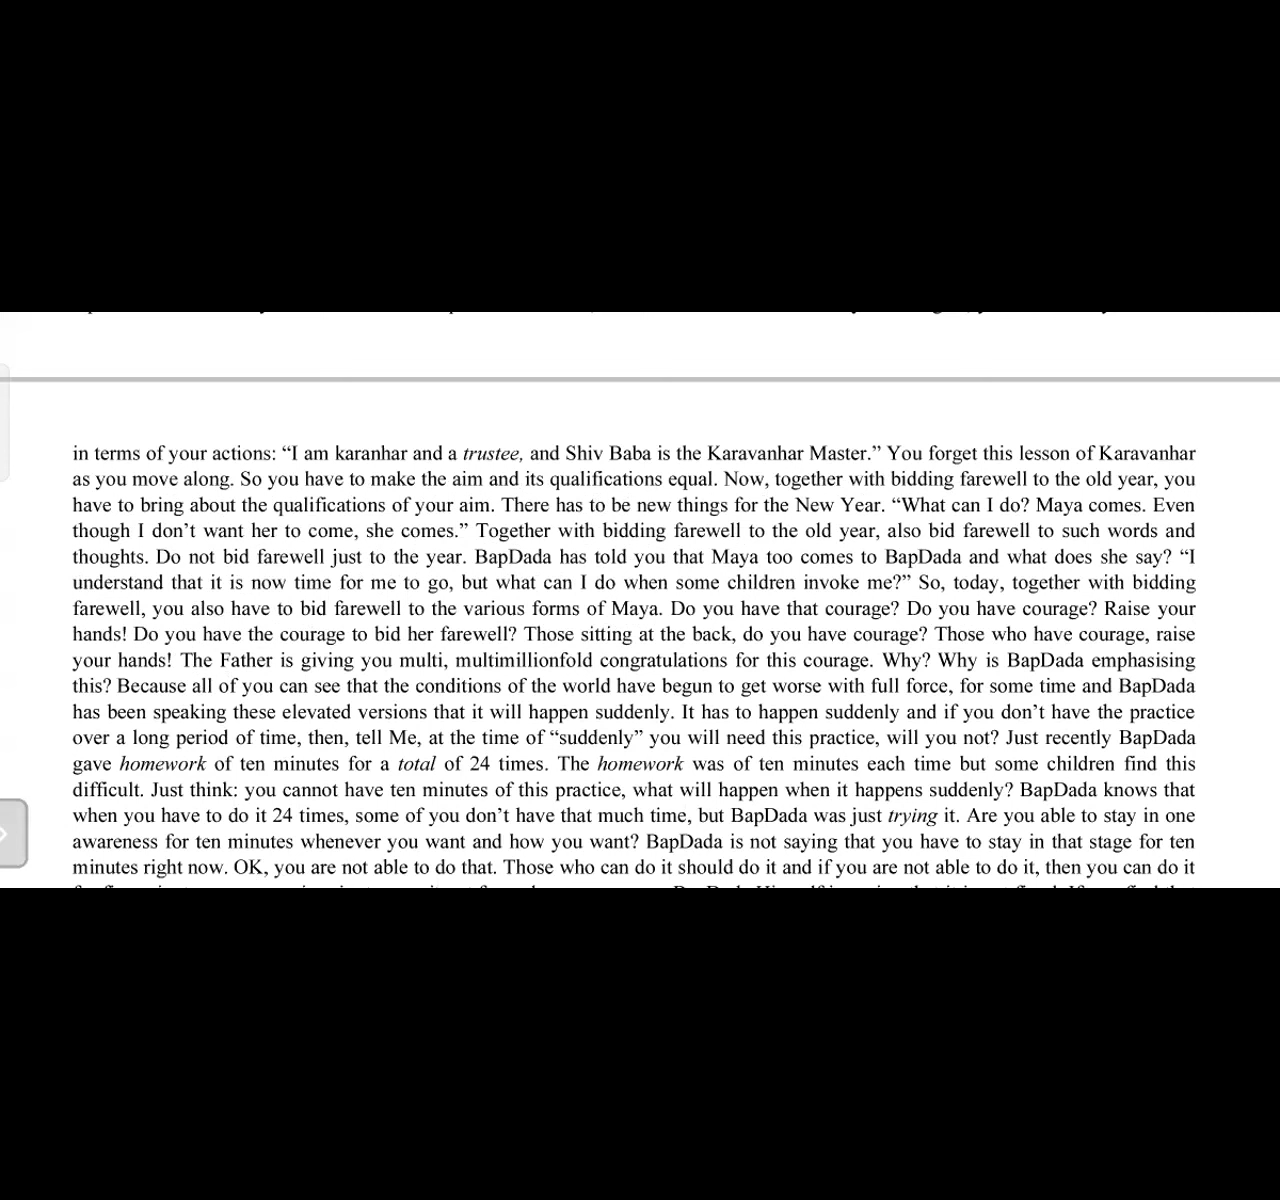 in terms of your actions: “I am karanhar and a trustee, and Shiv Baba is the Karavanhar Master.” You forget this lesson of Karavanhar
as you move along. So you have to make the aim and its qualifications equal. Now, together with bidding farewell to the old year, you
have to bring about the qualifications of your aim. There has to be new things for the New Year. “What can I do? Maya comes. Even
though I don’t want her to come, she comes.” Together with bidding farewell to the old year, also bid farewell to such words and
thoughts. Do not bid farewell just to the year. BapDada has told you that Maya too comes to BapDada and what does she say? “I
understand that it is now time for me to go, but what can I do when some children invoke me?” So, today, together with bidding
farewell, you also have to bid farewell to the various forms of Maya. Do you have that courage? Do you have courage? Raise your
hands! Do you have the courage to bid her farewell? Those sitting at the back, do you have courage? Those who have courage, raise
your hands! The Father is giving you multi, multimillionfold congratulations for this courage. Why? Why is BapDada emphasising
this? Because all of you can see that the conditions of the world have begun to get worse with full force, for some time and BapDada
has been speaking these elevated versions that it will happen suddenly. It has to happen suddenly and if you don’t have the practice
over a long period of time, then, tell Me, at the time of “suddenly” you will need this practice, will you not? Just recently BapDada
gave homework of ten minutes for a total of 24 times. The homework was of ten minutes each time but some children find this
difficult. Just think: you cannot have ten minutes of this practice, what will happen when it happens suddenly? BapDada knows that
when you have to do it 24 times, some of you don’t have that much time, but BapDada was just trying it. Are you able to stay in one
awareness for ten minutes whenever you want and how you want? BapDada is not saying that you have to stay in that stage for ten
minutes right now. OK, you are not able to do that. Those who can do it should do it and if you are not able to do it, then you can do it